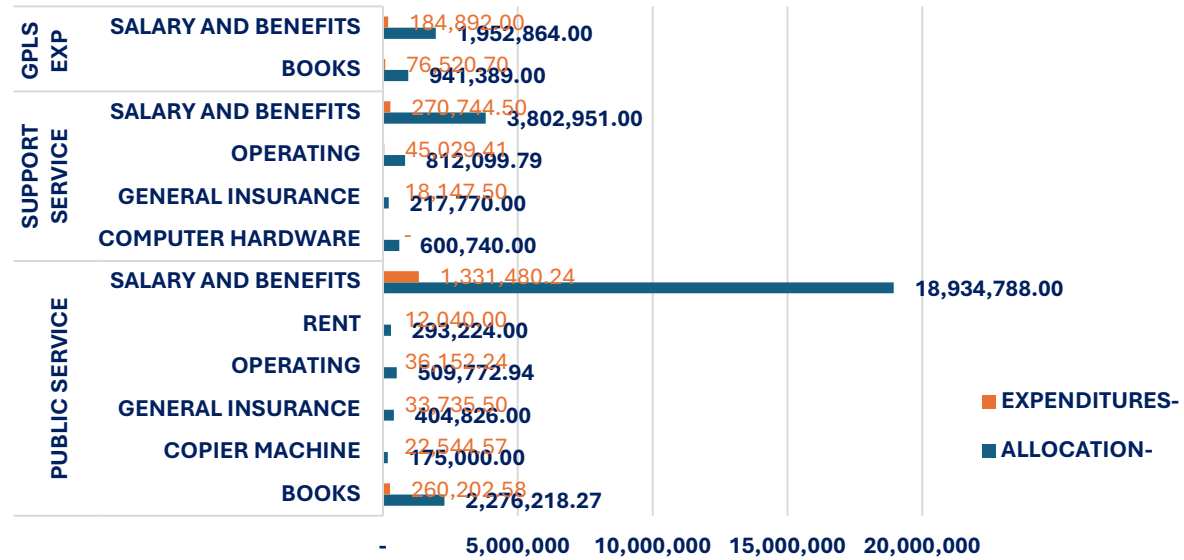 GPLS EXP
SALARY AND BENEFITS
184,892.00
1,952,864.00
BOOKS
76,520.70
941,389.00
SUPPORT SERVICE
SALARY AND BENEFITS
270,744.50
3,802,951.00
OPERATING
45,029.41
812,099.79
GENERAL INSURANCE
18,147.50
217,770.00
COMPUTER HARDWARE
-
600,740.00
PUBLIC SERVICE
SALARY AND BENEFITS
1,331,480.24
18,934,788.00
RENT
12,040.00
293,224.00
OPERATING
36,152.24
509,772.94
GENERAL INSURANCE
33,735.50
404,826.00
COPIER MACHINE
22,544.57
175,000.00
BOOKS
260,202.58
2,276,218.27
EXPENDITURES-
ALLOCATION-
- 5,000,000 10,000,000 15,000,000 20,000,000